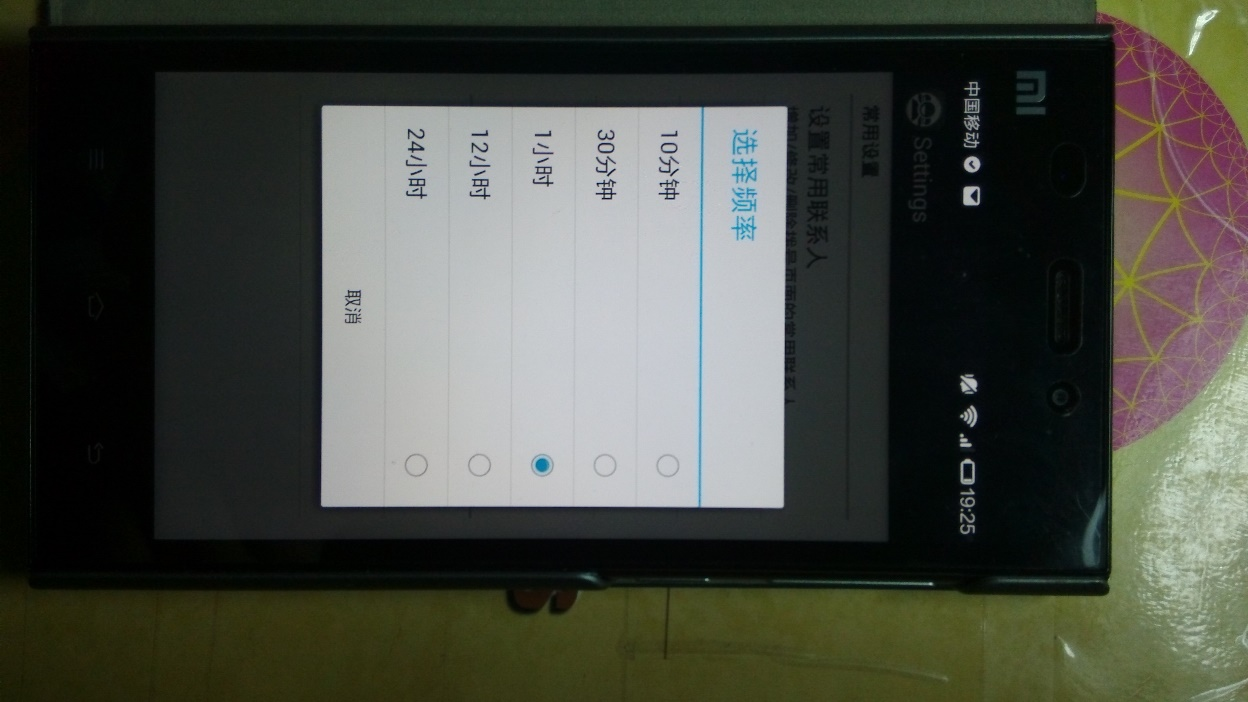 中国移动
19:25
Settings
常用设置
设置常用联系人
选择频率
10分钟
30分钟
1小时
12小时
24小时
取消